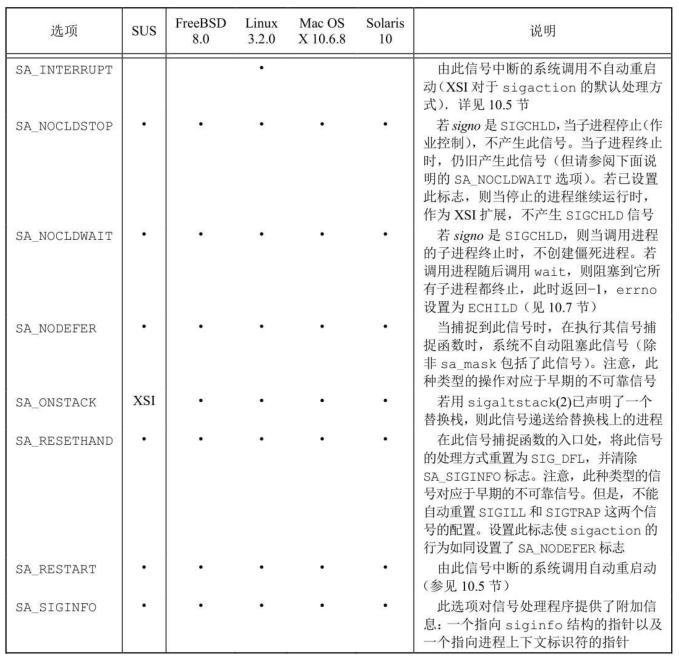 选项 SUS FreeBSD 8.0 Linux 3.2.0 Mac OS X 10.6.8 Solaris 10 说明
SA_INTERRUPT • 由此信号中断的系统调用不自动重启
动(XSI 对于 sigaction 的默认处理方
式)．详见 10.5 节
SA_NOCLDSTOP • • • • • 若 signo 是 SIGCHLD，当子进程停止(作
业控制)，不产生此信号。当子进程终止
时，仍旧产生此信号（但请参阅下面说
明的 SA_NOCLDWAIT 选项）。若已设置
此标志，则当停止的进程继续运行时，
作为 XSI 扩展，不产生 SIGCHLD 信号
SA_NOCLDWAIT • • • • • 若 signo 是 SIGCHLD，则当调用进程
的子进程终止时，不创建僵死进程。若
调用进程随后调用 wait，则阻塞到它所
有子进程都终止，此时返回−1，errno
设置为 ECHILD（见 10.7 节）
SA_NODEFER • • • • • 当捕捉到此信号时，在执行其信号捕
捉函数时，系统不自动阻塞此信号（除
非 sa_mask 包括了此信号）。注意，此
种类型的操作对应于早期的不可靠信号
SA_ONSTACK XSI • • • • 若用 sigaltstack(2)已声明了一个
替换栈，则此信号递送给替换栈上的进程
SA_RESETHAND • • • • • 在此信号捕捉函数的入口处，将此信号
的处理方式重置为 SIG_DFL，并清除
SA_SIGINFO 标志。注意，此种类型的信
号对应于早期的不可靠信号。但是，不能
自动重置 SIGILL 和 SIGTRAP 这两个信
号的配置。设置此标志使 sigaction 的
行为如同设置了 SA_NODEFER 标志
SA_RESTART • • • • • 由此信号中断的系统调用自动重启动
（参见 10.5 节）
SA_SIGINFO • • • • • 此选项对信号处理程序提供了附加信
息：一个指向 siginfo 结构的指针以及
一个指向进程上下文标识符的指针